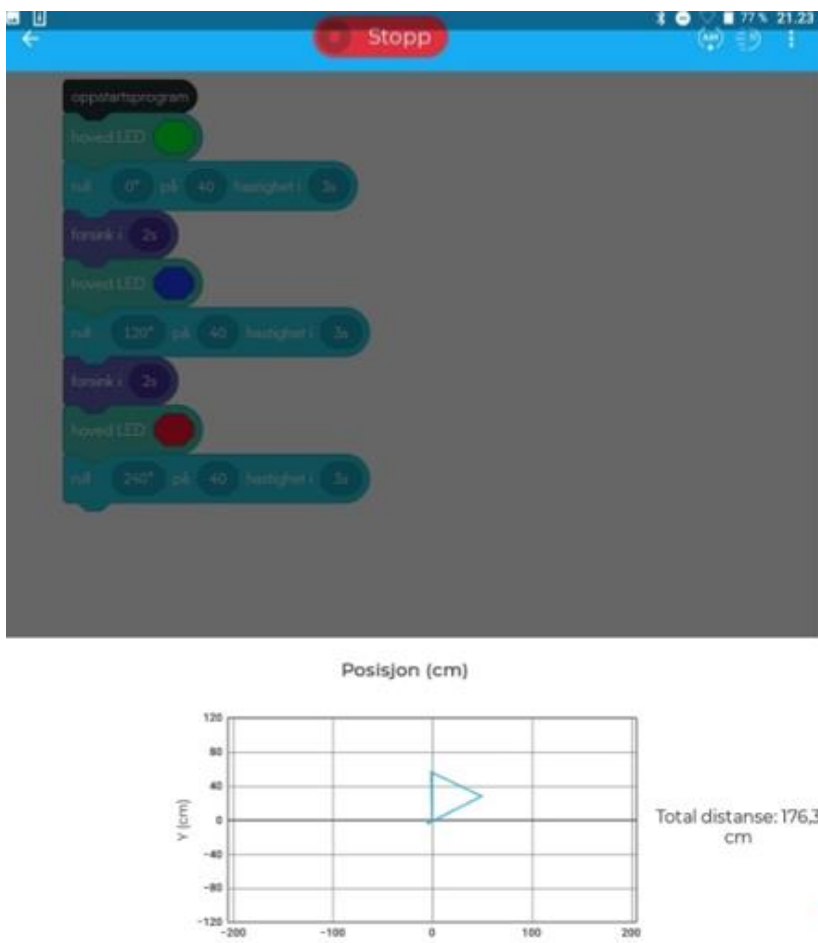 77 % 21.23
Stopp
oppstartsprogram
hoved LED
rull 0° på 40 hastighet i 3s
forsink i 2s
hoved LED
rull 120° på 40 hastighet i 3s
forsink i 2s
hoved LED
rull 240° på 40 hastighet i 3s
Posisjon (cm)
120
80
40
0
-40
-80
-120
Y (cm)
-200 -100 0 100 200
Total distanse: 176,3
cm